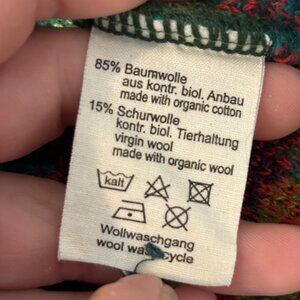 85% Baumwolle
aus kontr. biol. Anbau
made with organic cotton
15% Schurwolle
kontr. biol. Tierhaltung
virgin wool
made with organic wool
kalt
Wollwaschgang
wool wash cycle